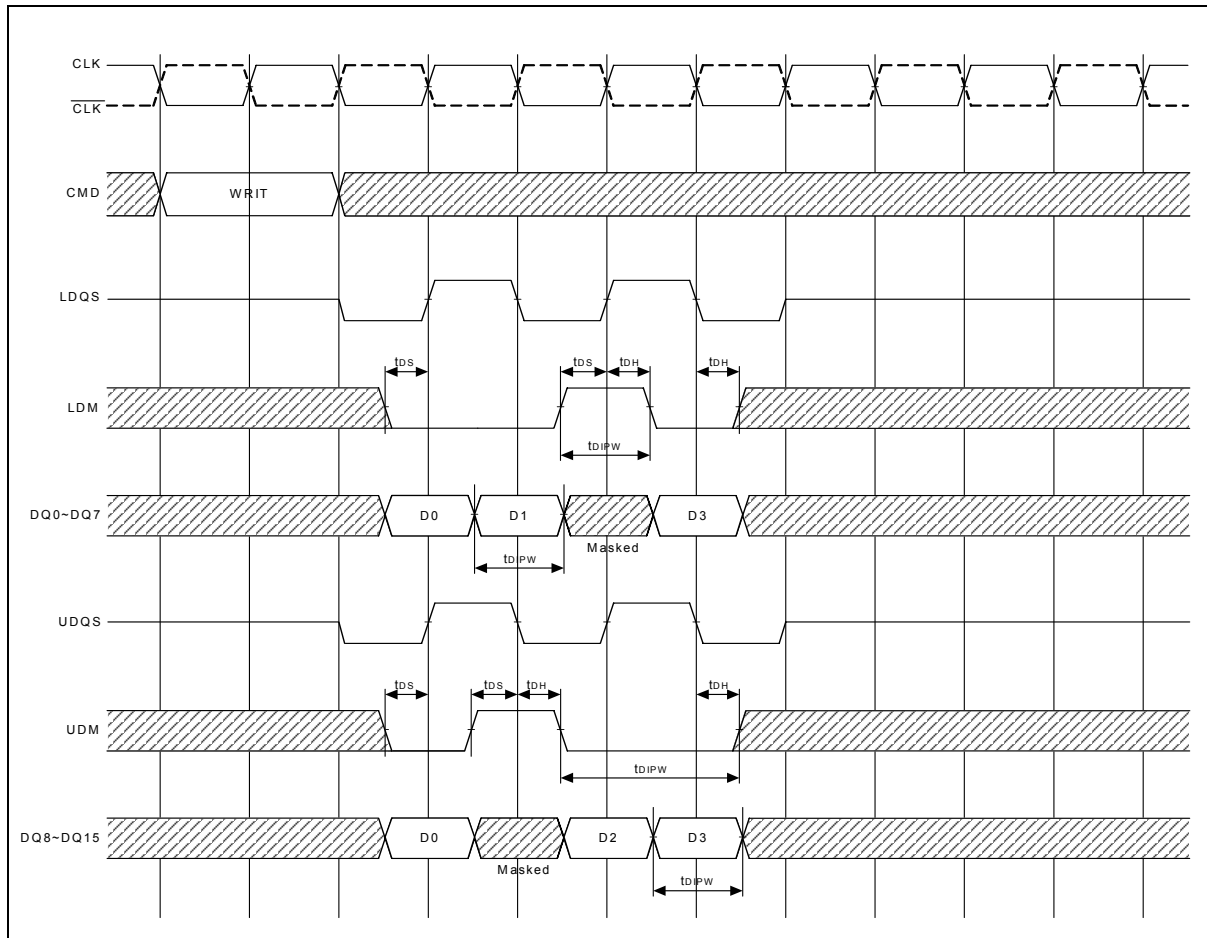 CLK
CLK
CMD
WRIT
LDQS
tDS
tDS
tDH
tDH
LDM
tDIPW
DQ0~DQ7
D0
D1
D3
Masked
tDIPW
UDQS
tDS
tDS
tDH
tDH
UDM
tDIPW
DQ8~DQ15
D0
D2
D3
Masked
tDIPW